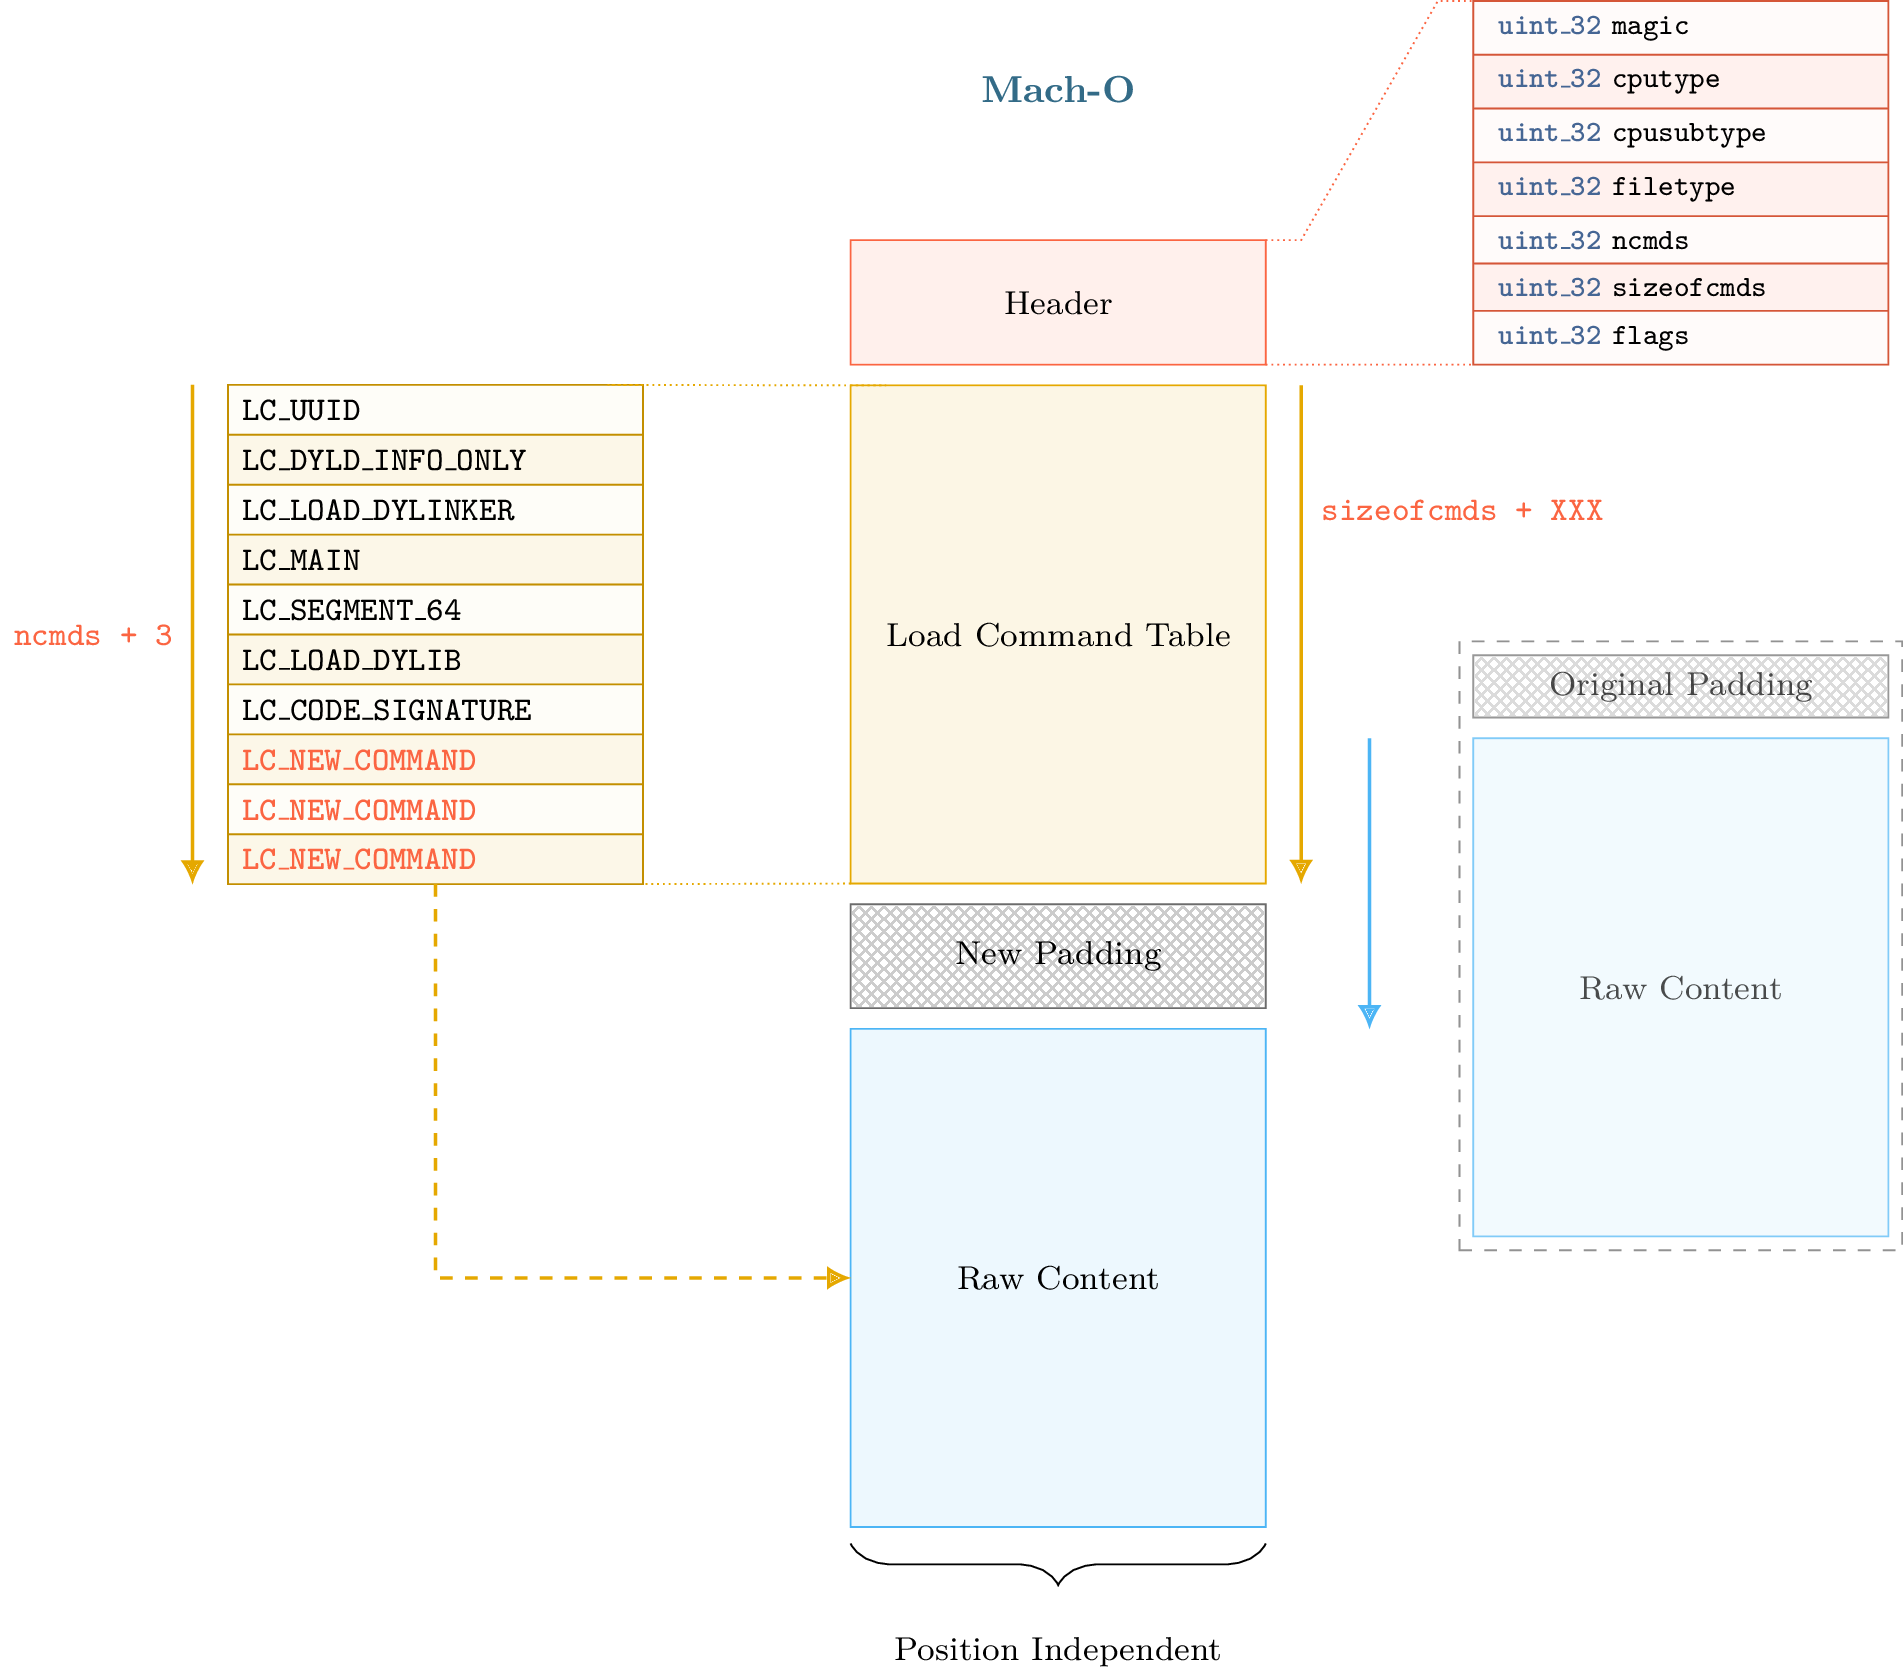 Mach-O
uint_32 magic
uint_32 cputype
uint_32 cpusubtype
uint_32 filetype
uint_32 ncmds
uint_32 sizeofcmds
uint_32 flags
Header
LC_UUID
LC_DYLD_INFO_ONLY
LC_LOAD_DYLINKER
LC_MAIN
LC_SEGMENT_64
LC_LOAD_DYLIB
LC_CODE_SIGNATURE
LC_NEW_COMMAND
LC_NEW_COMMAND
LC_NEW_COMMAND
ncmds + 3
Load Command Table
sizeofcmds + XXX
Original Padding
Raw Content
New Padding
Raw Content
Position Independent